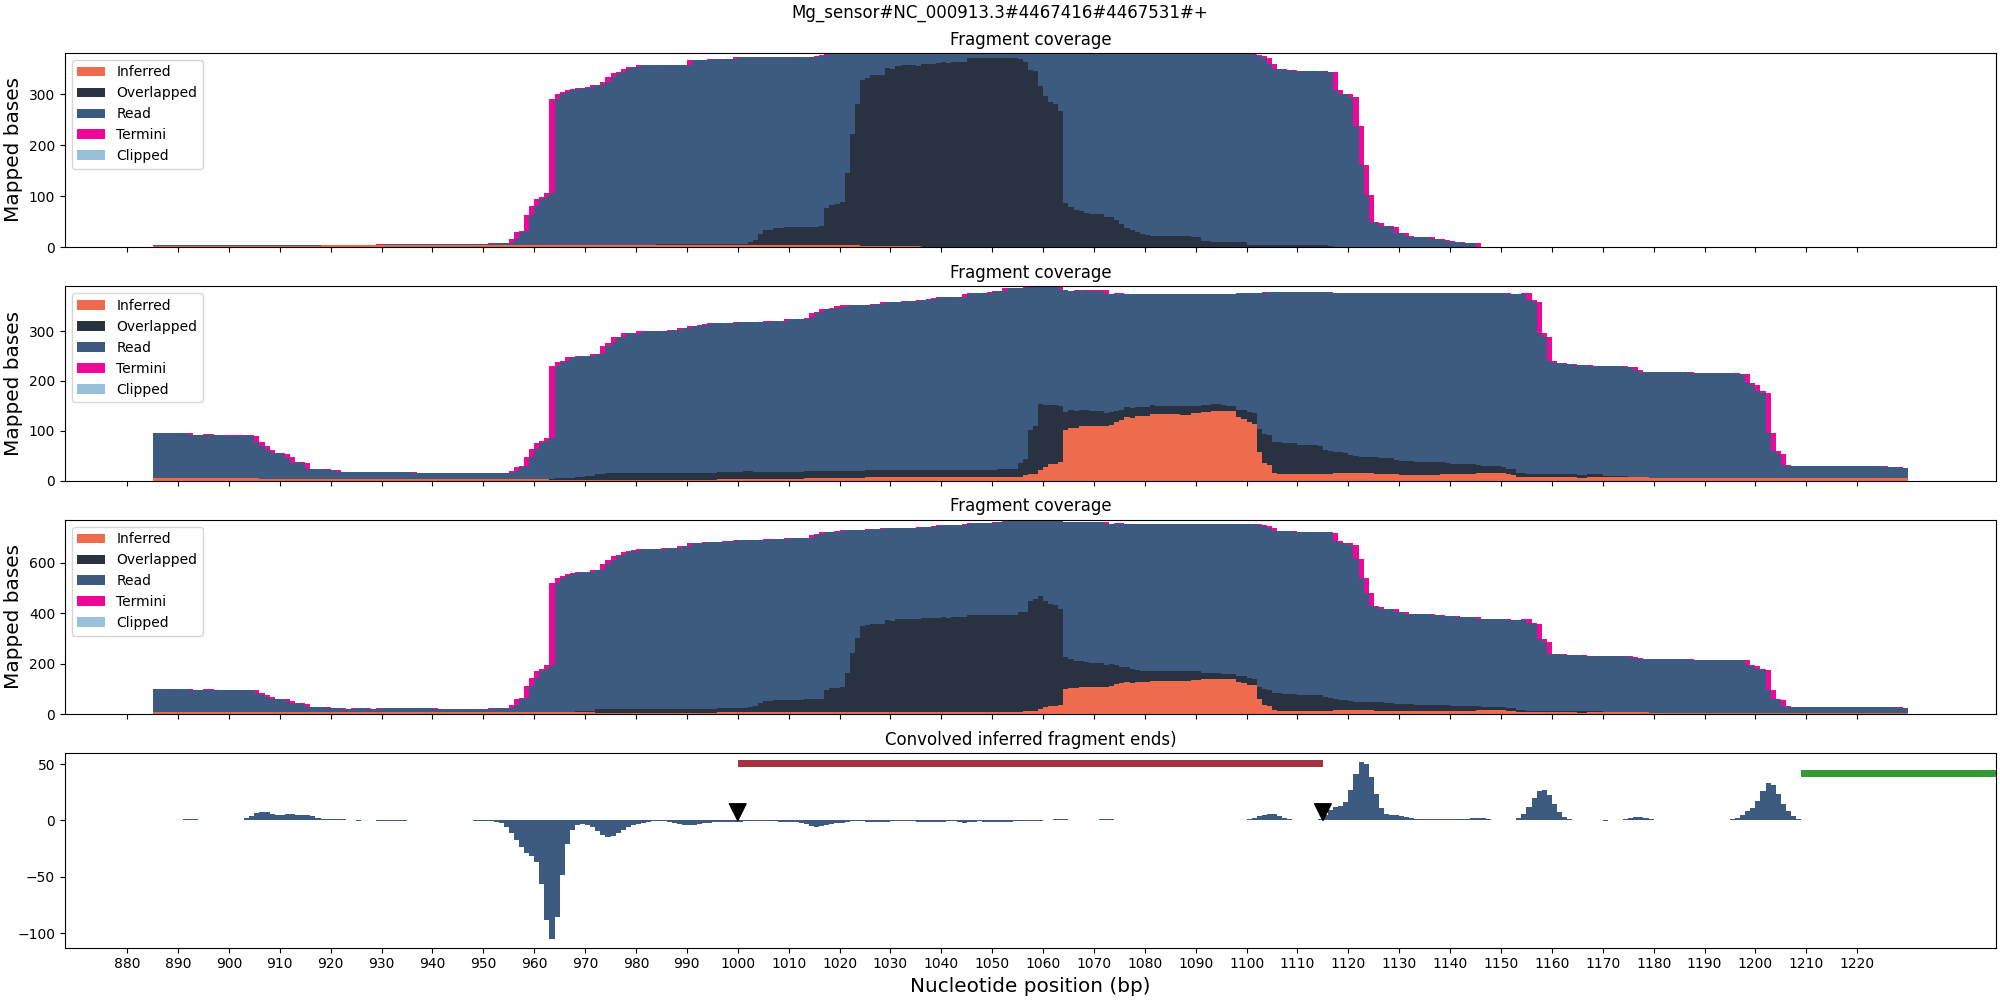 Mg_sensor#NC_000913.3#4467416#4467531#+
Fragment coverage
Mapped bases
300
200
100
0
Inferred
Overlapped
Read
Termini
Clipped
Fragment coverage
Mapped bases
300
200
100
0
Inferred
Overlapped
Read
Termini
Clipped
Fragment coverage
Mapped bases
600
400
200
0
Inferred
Overlapped
Read
Termini
Clipped
Convolved inferred fragment ends)
50
0
−50
−100
880 890 900 910 920 930 940 950 960 970 980 990 1000 1010 1020 1030 1040 1050 1060 1070 1080 1090 1100 1110 1120 1130 1140 1150 1160 1170 1180 1190 1200 1210 1220
Nucleotide position (bp)